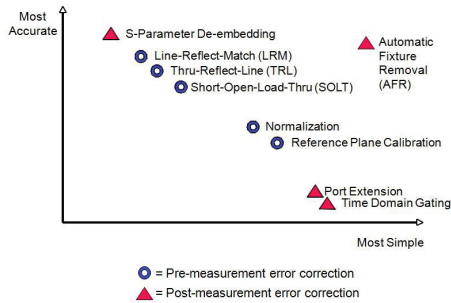 Most
Accurate
S-Parameter De-embedding
Line-Reflect-Match (LRM)
Thru-Reflect-Line (TRL)
Short-Open-Load-Thru (SOLT)
Automatic
Fixture
Removal
(AFR)
Normalization
Reference Plane Calibration
Port Extension
Time Domain Gating
Most Simple
= Pre-measurement error correction
= Post-measurement error correction